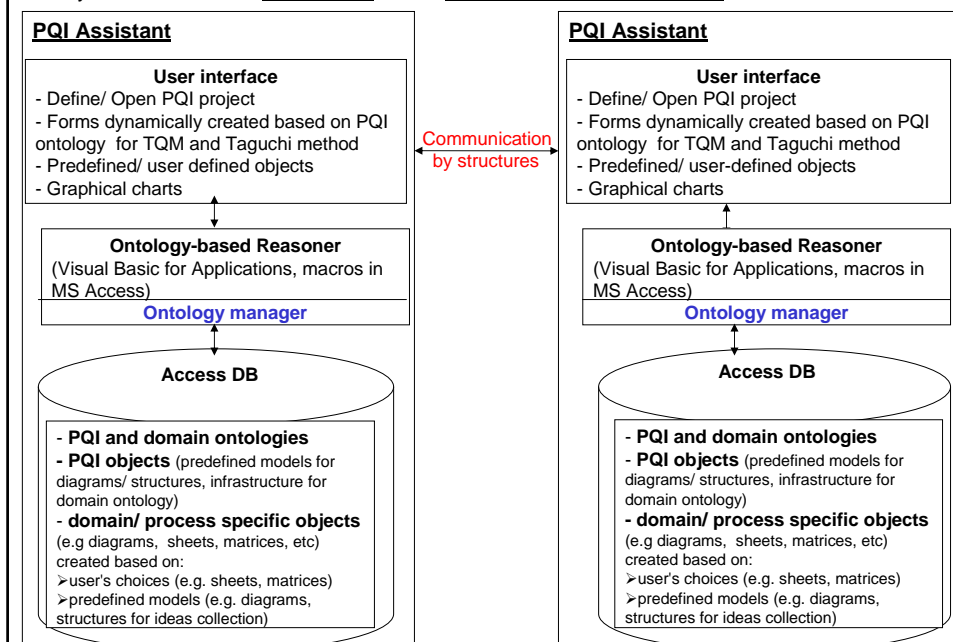 PQI Assistant
User interface
- Define/ Open PQI project
- Forms dynamically created based on PQI
ontology for TQM and Taguchi method
- Predefined/ user defined objects
- Graphical charts
Ontology-based Reasoner
(Visual Basic for Applications, macros in
MS Access)
Ontology manager
Access DB
- PQI and domain ontologies
- PQI objects (predefined models for
diagrams/ structures, infrastructure for
domain ontology)
- domain/ process specific objects
(e.g diagrams, sheets, matrices, etc)
created based on:
➢user's choices (e.g. sheets, matrices)
➢predefined models (e.g. diagrams,
structures for ideas collection)
Communication
by structures
PQI Assistant
User interface
- Define/ Open PQI project
- Forms dynamically created based on PQI
ontology for TQM and Taguchi method
- Predefined/ user-defined objects
- Graphical charts
Ontology-based Reasoner
(Visual Basic for Applications, macros in
MS Access)
Ontology manager
Access DB
- PQI and domain ontologies
- PQI objects (predefined models for
diagrams/ structures, infrastructure for
domain ontology)
- domain/ process specific objects
(e.g diagrams, sheets, matrices, etc)
created based on:
➢user's choices (e.g. sheets, matrices)
➢predefined models (e.g. diagrams,
structures for ideas collection)